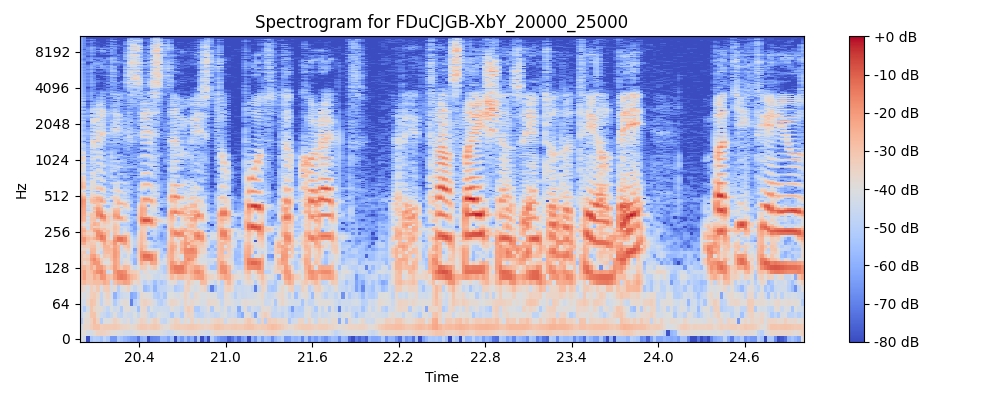 Spectrogram for FDuCJGB-XbY_20000_25000
8192
4096
2048
1024
512
256
128
64
0
Hz
20.4 21.0 21.6 22.2 22.8 23.4 24.0 24.6
Time
+0 dB
-10 dB
-20 dB
-30 dB
-40 dB
-50 dB
-60 dB
-70 dB
-80 dB